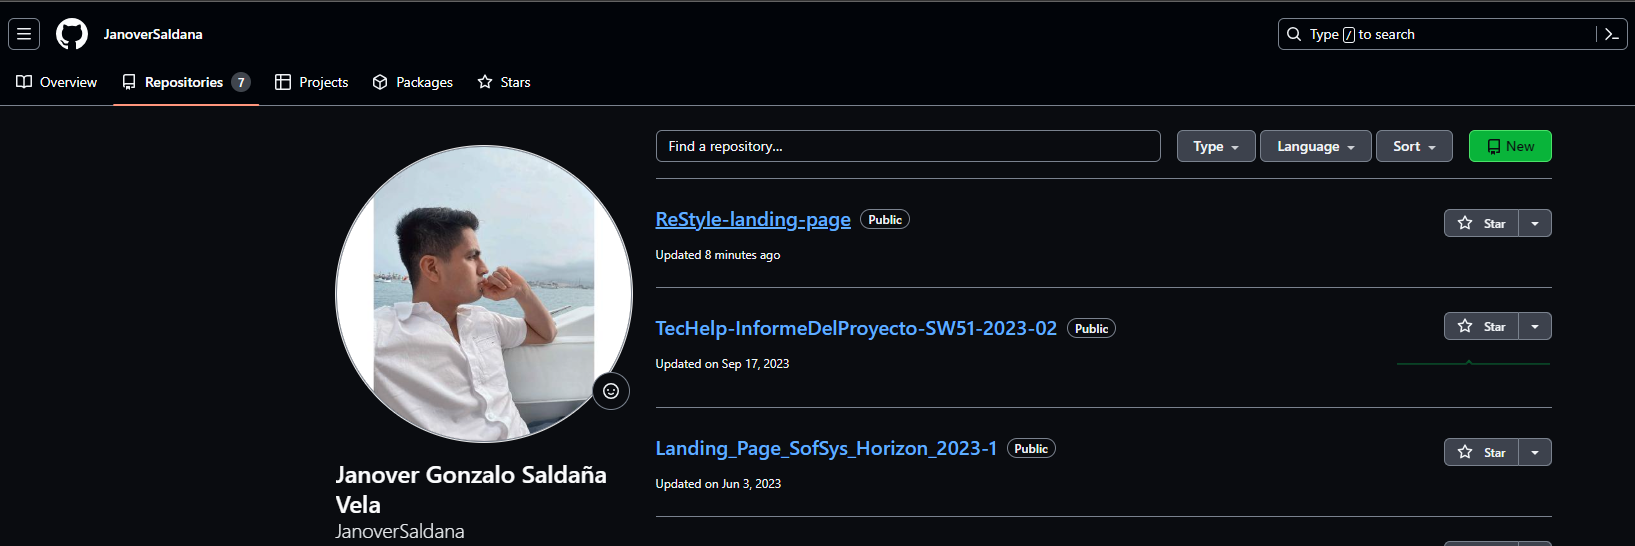 JanoverSaldana
Type / to search
Overview
Repositories 7
Projects
Packages
Stars
Find a repository...
Type
Language
Sort
New
ReStyle-landing-page Public
Star
Updated 8 minutes ago
TecHelp-InformeDelProyecto-SW51-2023-02 Public
Star
Updated on Sep 17, 2023
Landing_Page_SofSys_Horizon_2023-1 Public
Star
Updated on Jun 3, 2023
Janover Gonzalo Saldaña
Vela
JanoverSaldana